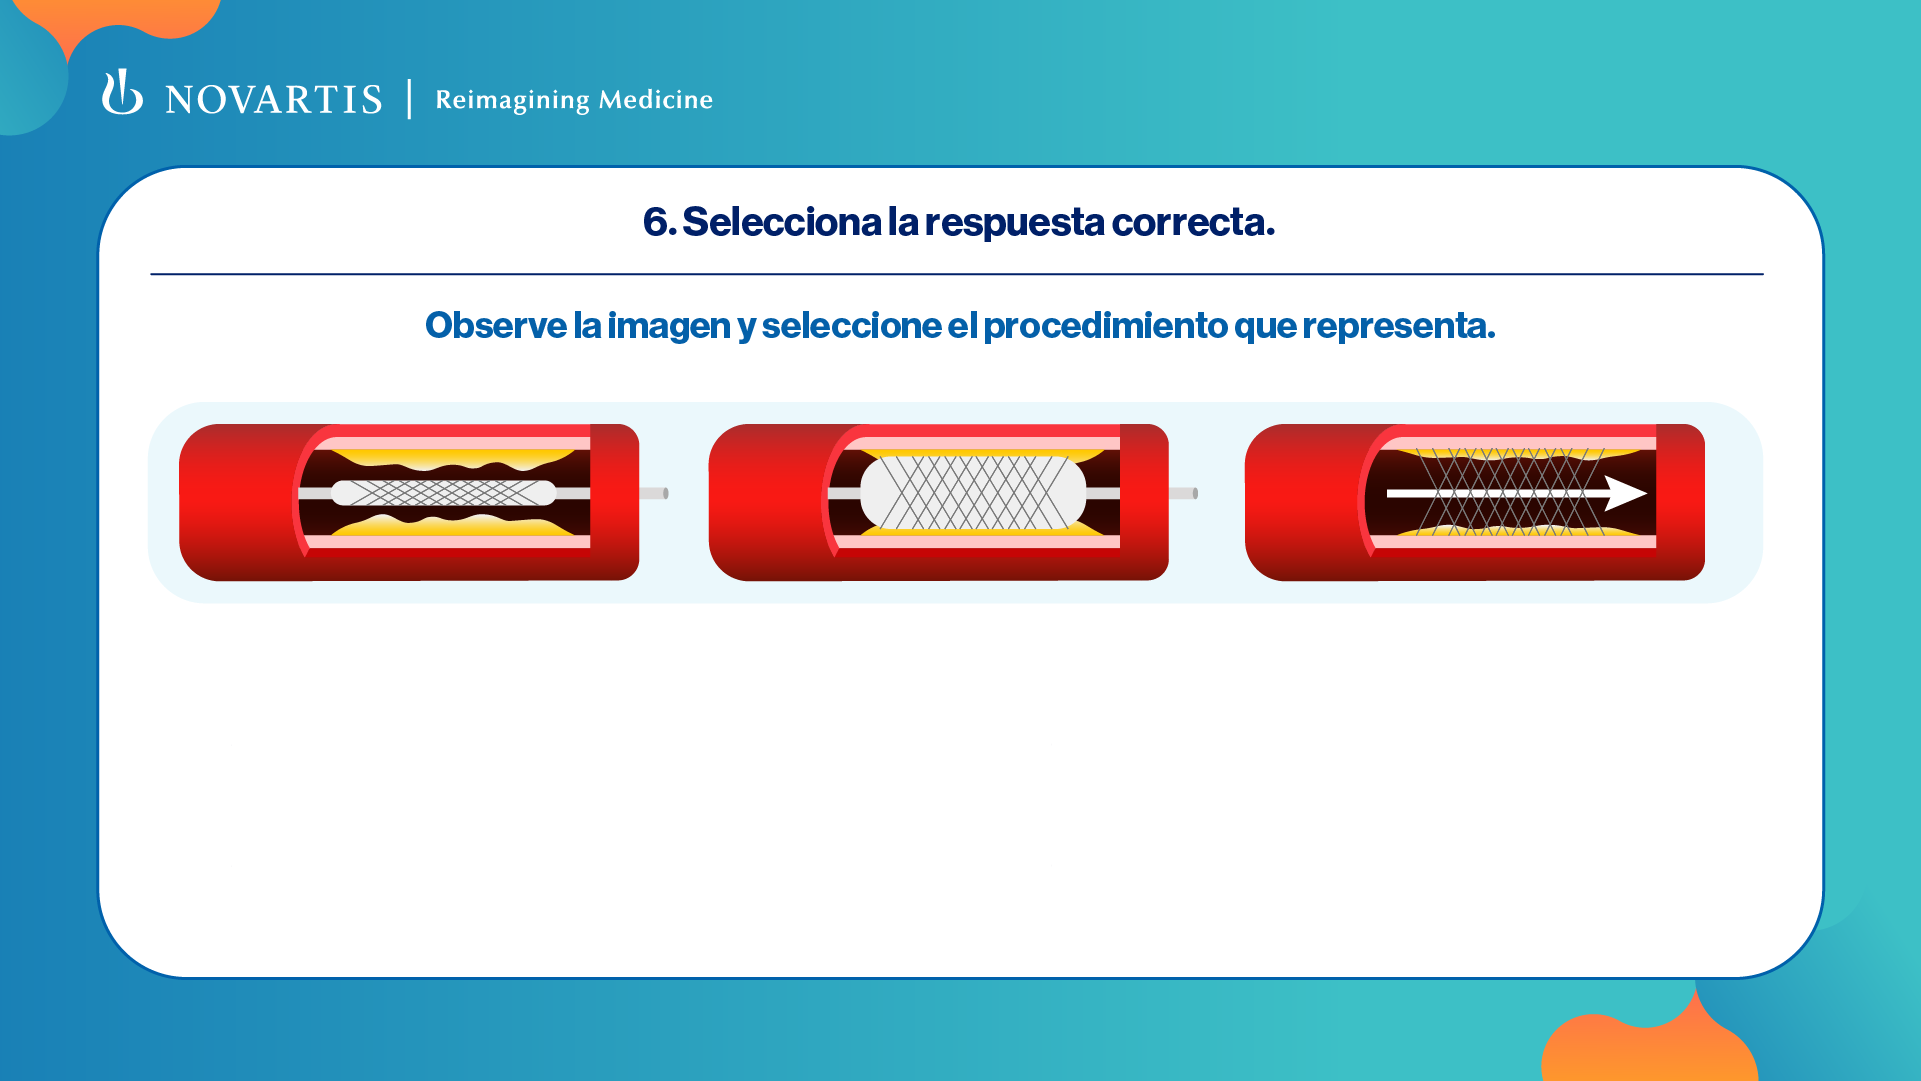 NOVARTIS | Reimagining Medicine
6. Selecciona la respuesta correcta.
Observe la imagen y seleccione el procedimiento que representa.